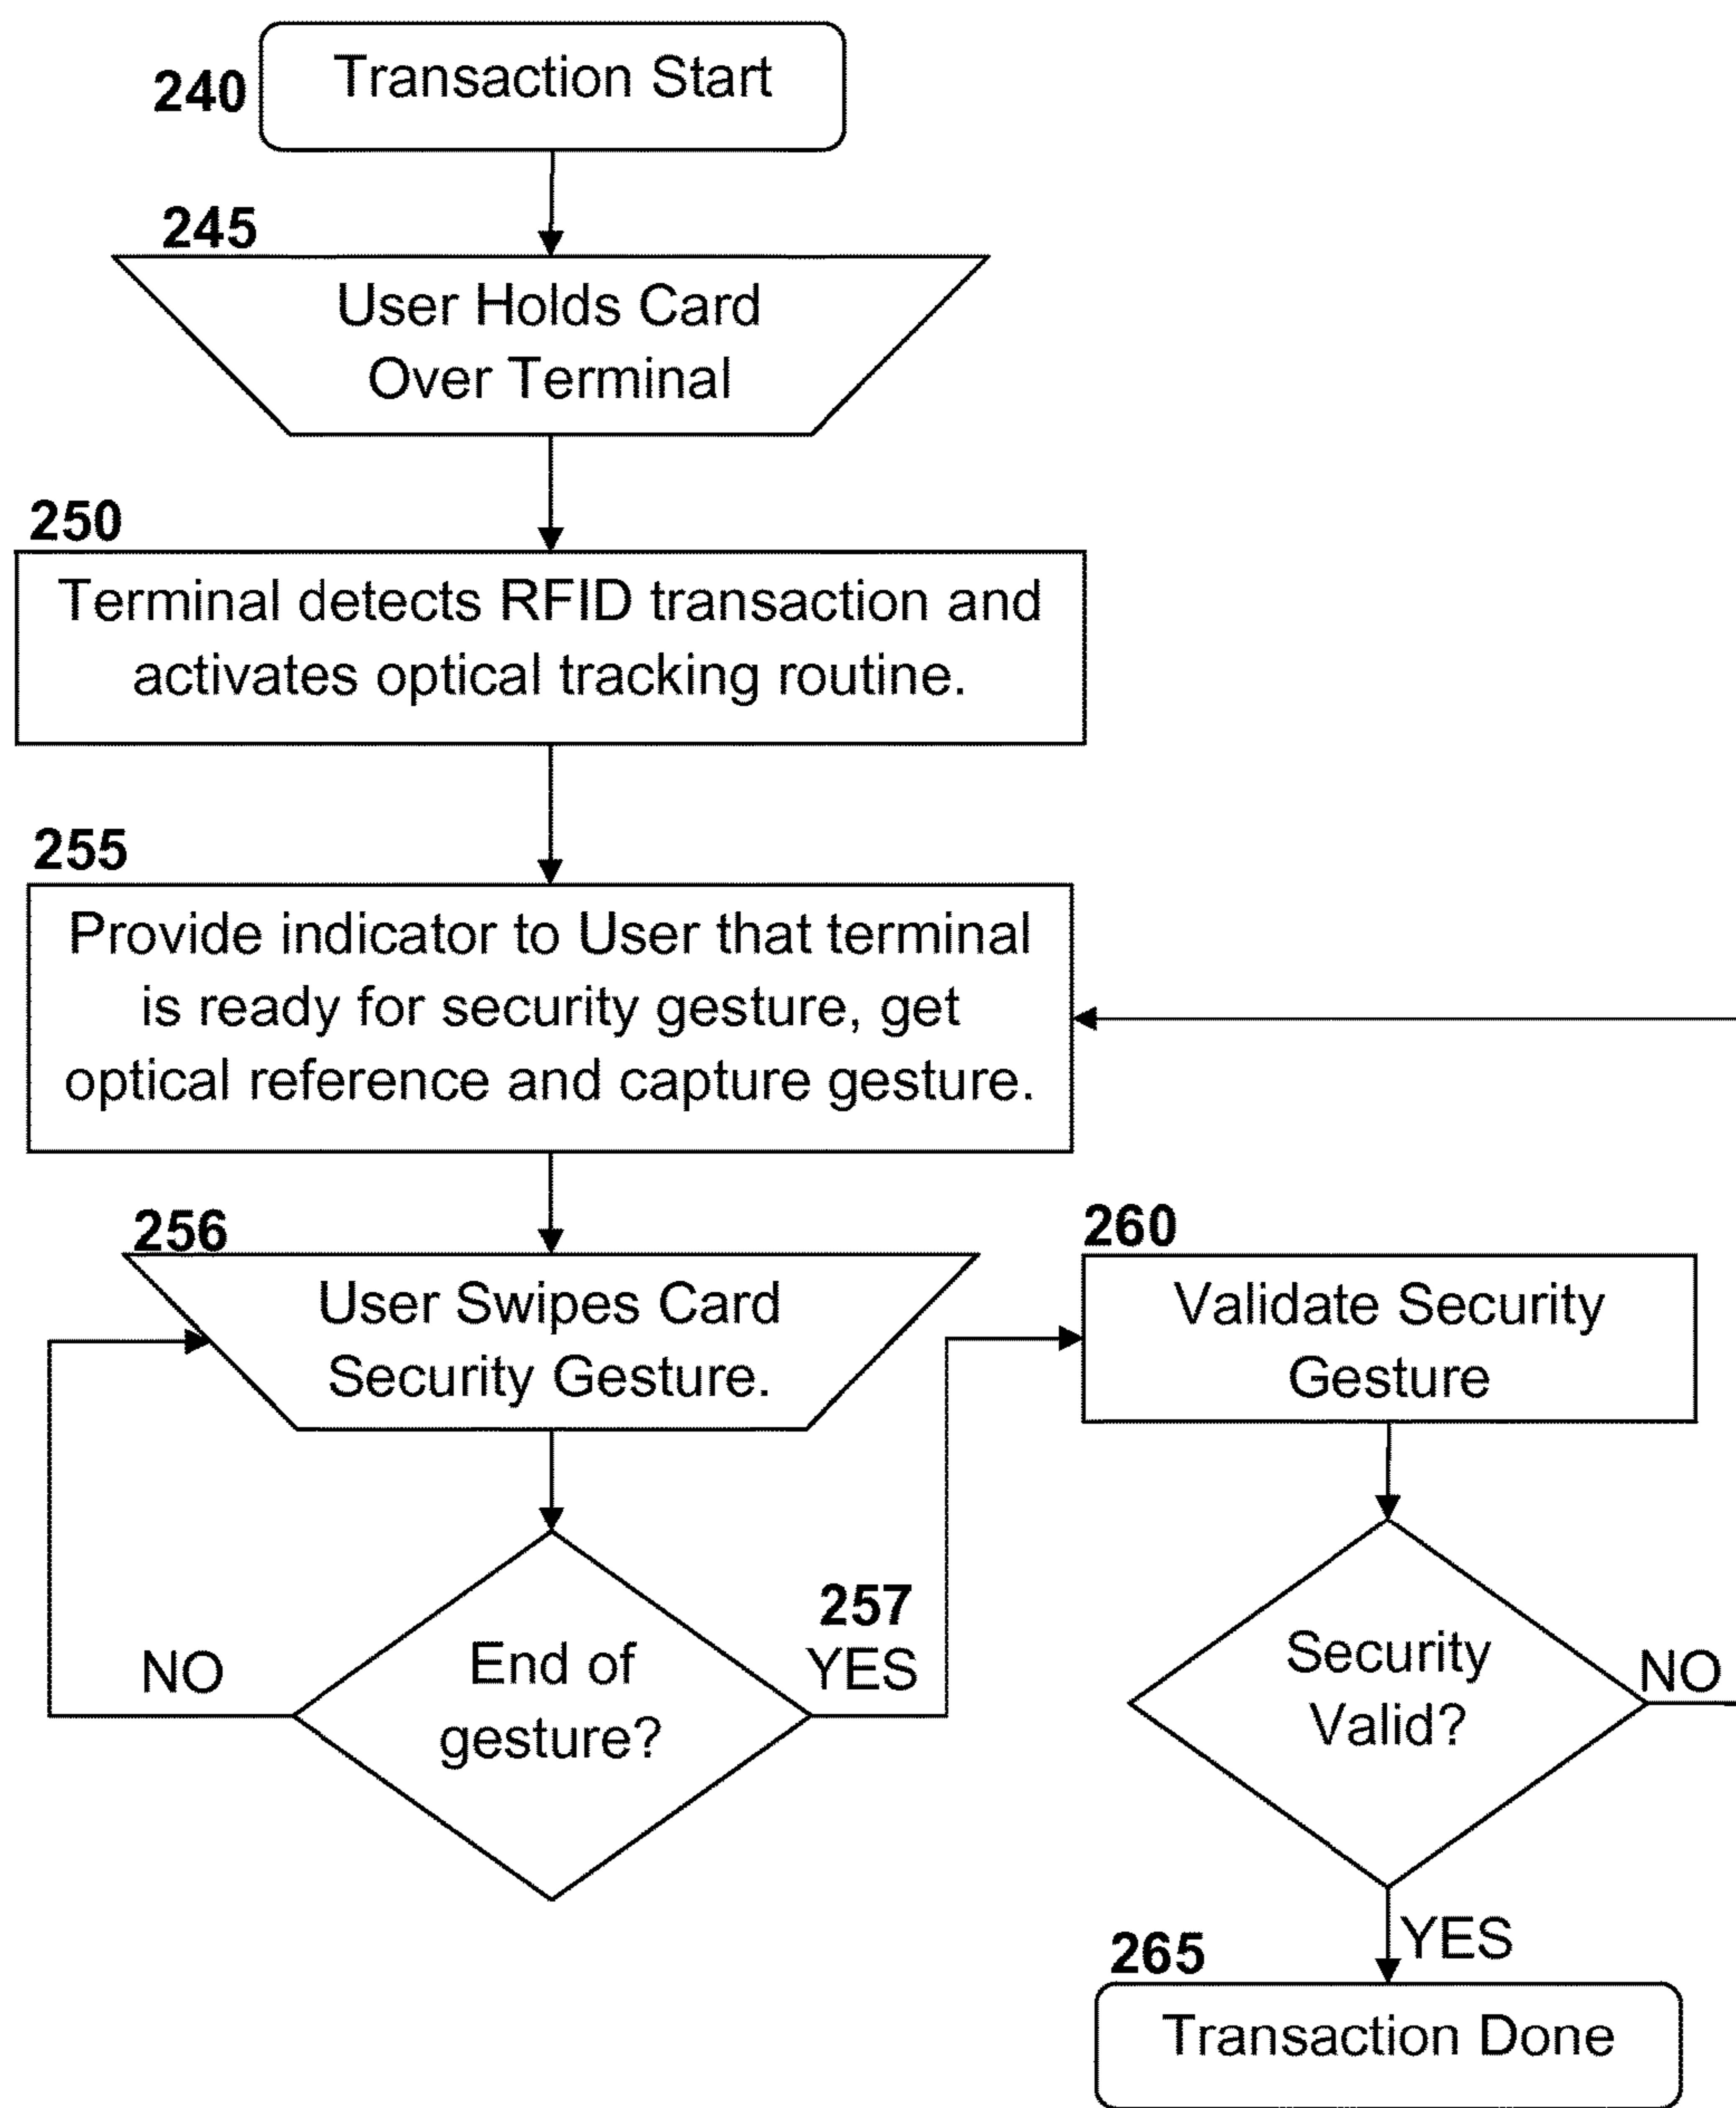 240
Transaction Start
245
User Holds Card
Over Terminal
250
Terminal detects RFID transaction and
activates optical tracking routine.
255
Provide indicator to User that terminal
is ready for security gesture, get
optical reference and capture gesture.
256
User Swipes Card
Security Gesture.
End of
gesture?
NO
257
YES
260
Validate Security
Gesture
Security
Valid?
NO
YES
265
Transaction Done